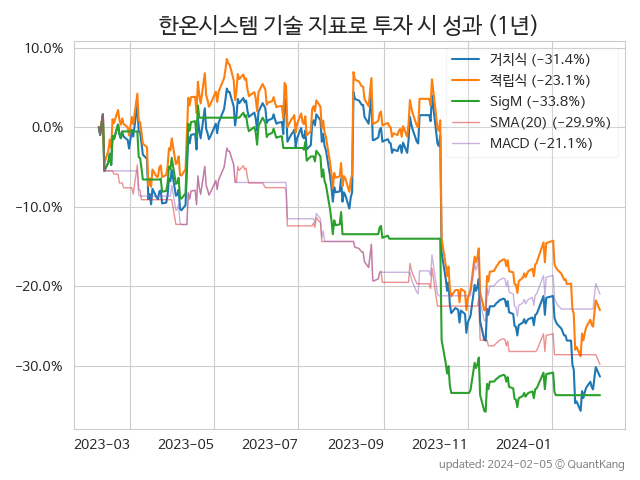 한온시스템 기술 지표로 투자 시 성과 (1년)
10.0%
0.0%
−10.0%
−20.0%
−30.0%
거치식 (−31.4%)
적립식 (−23.1%)
SigM (−33.8%)
SMA(20) (−29.9%)
MACD (−21.1%)
2023−03 2023−05 2023−07 2023−09 2023−11 2024−01
updated: 2024−02−05 © QuantKang